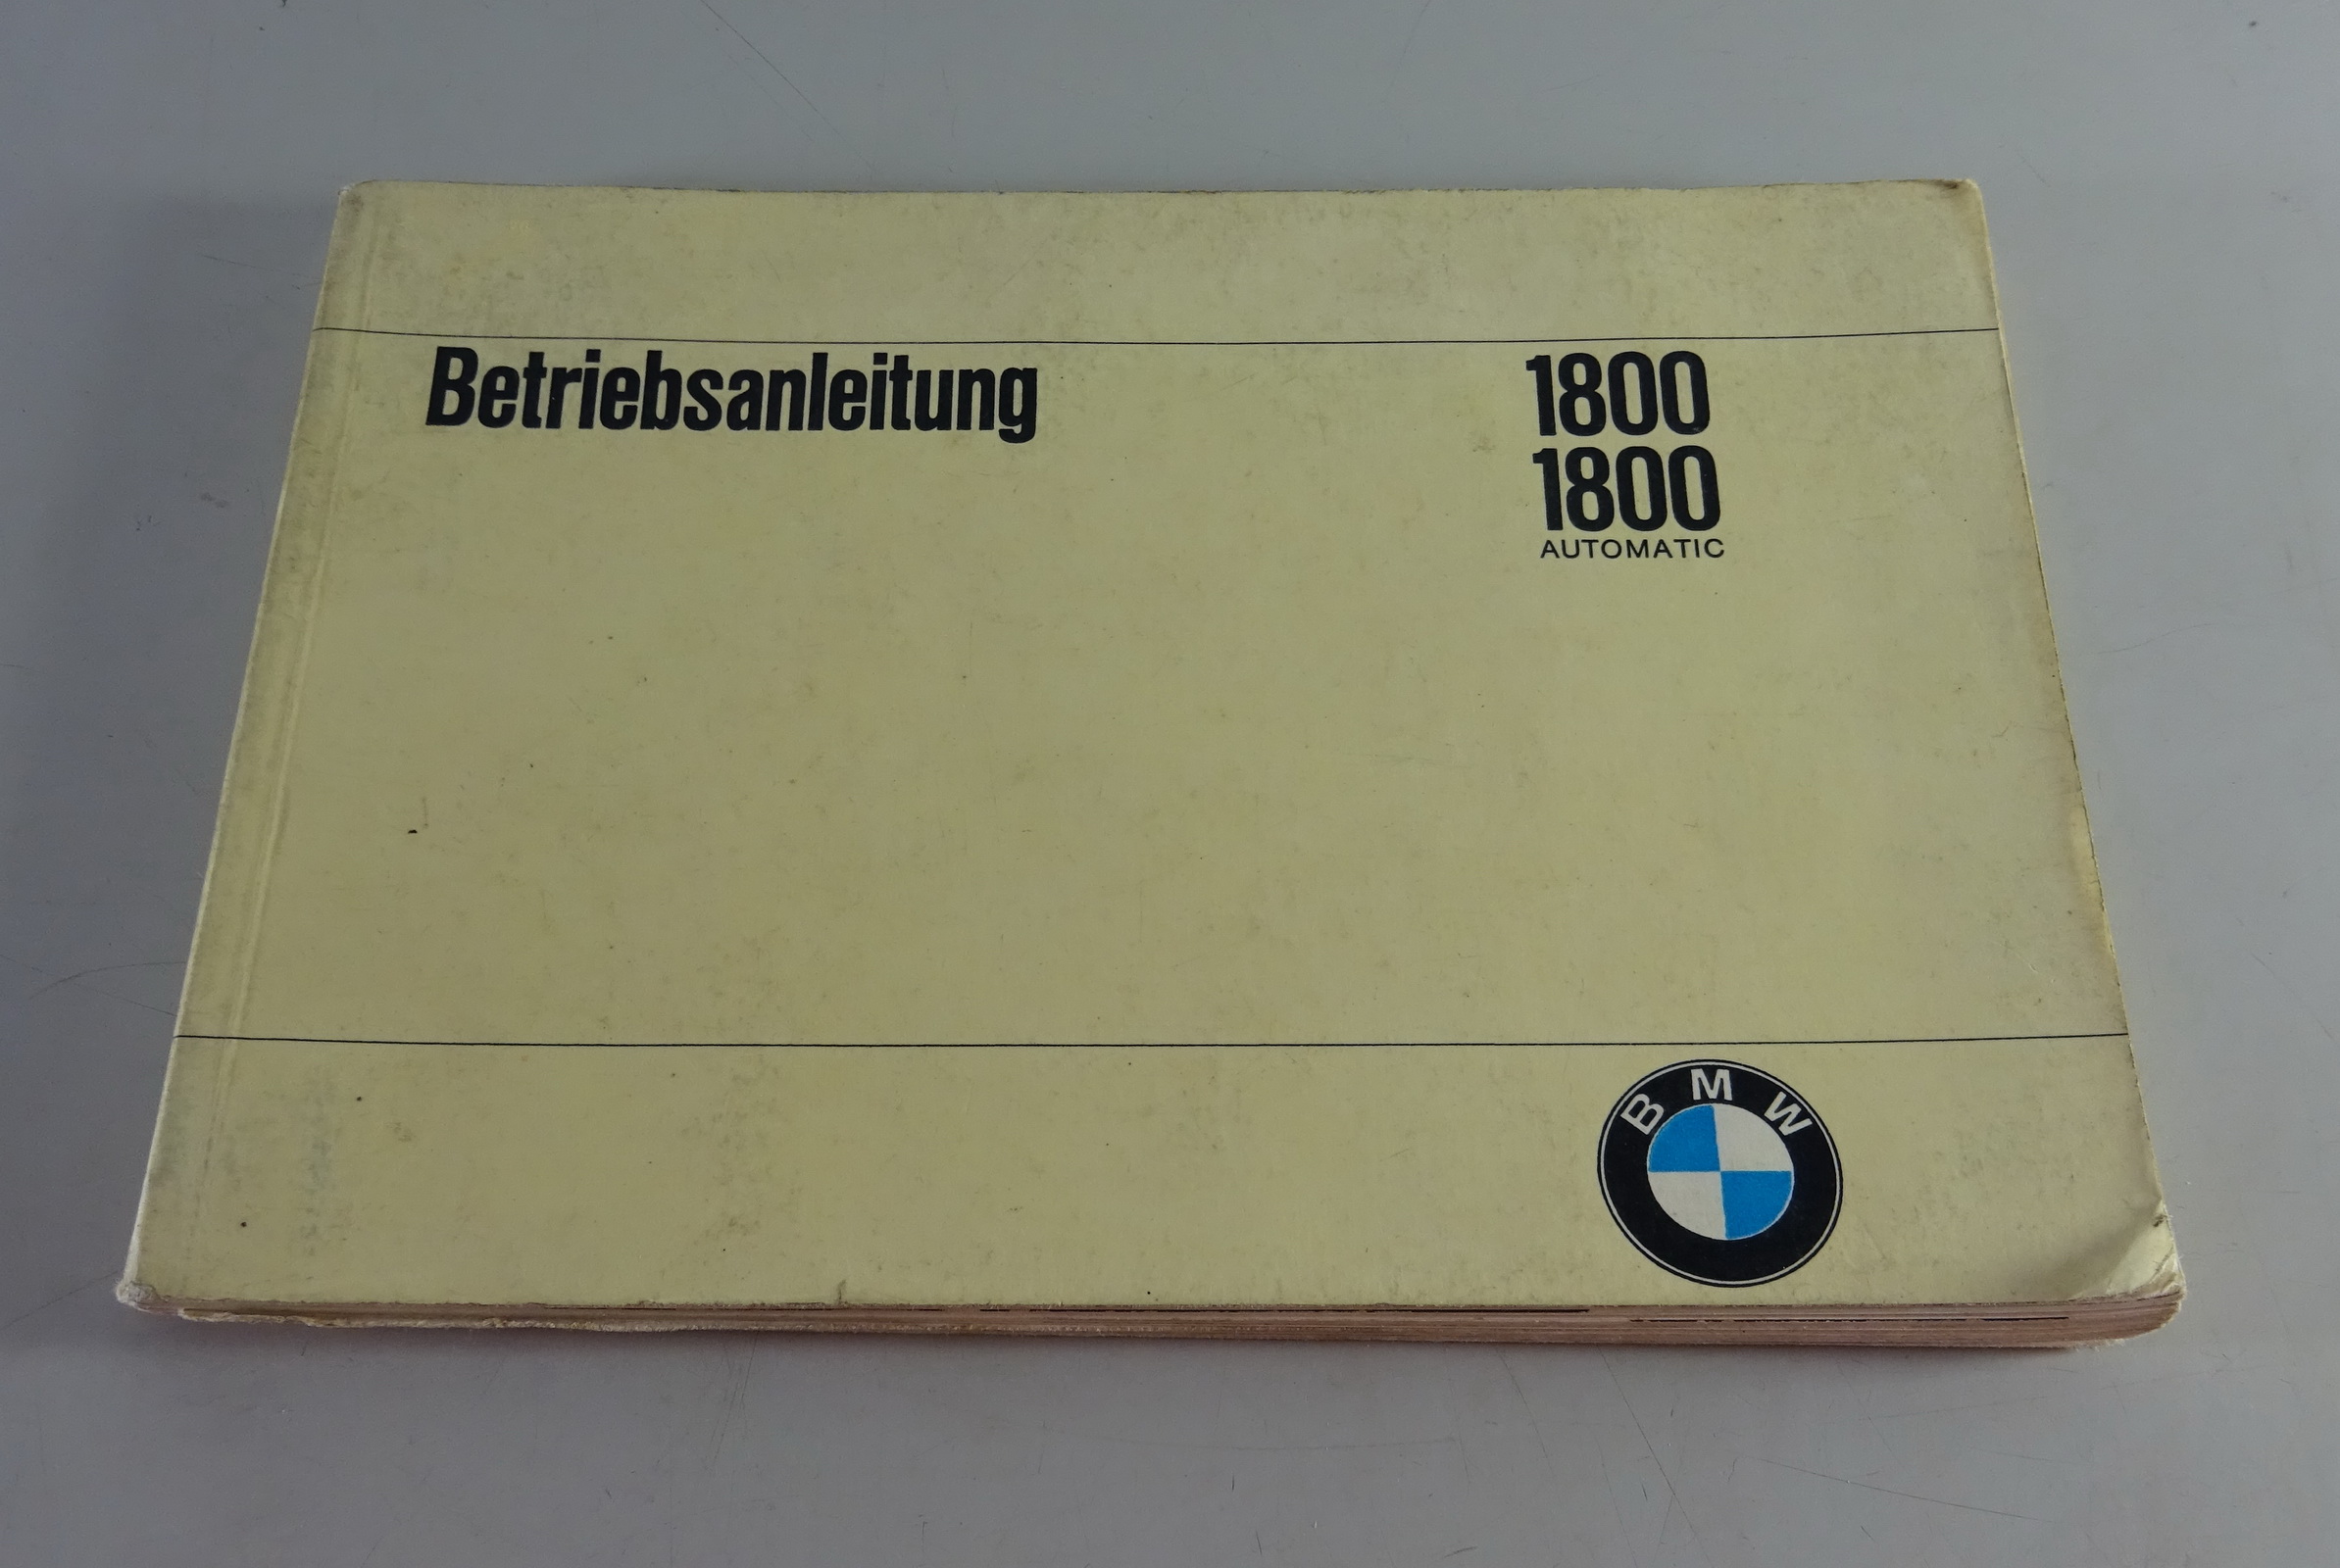 Betriebsanleitung
1800
1800
AUTOMATIC
BMW